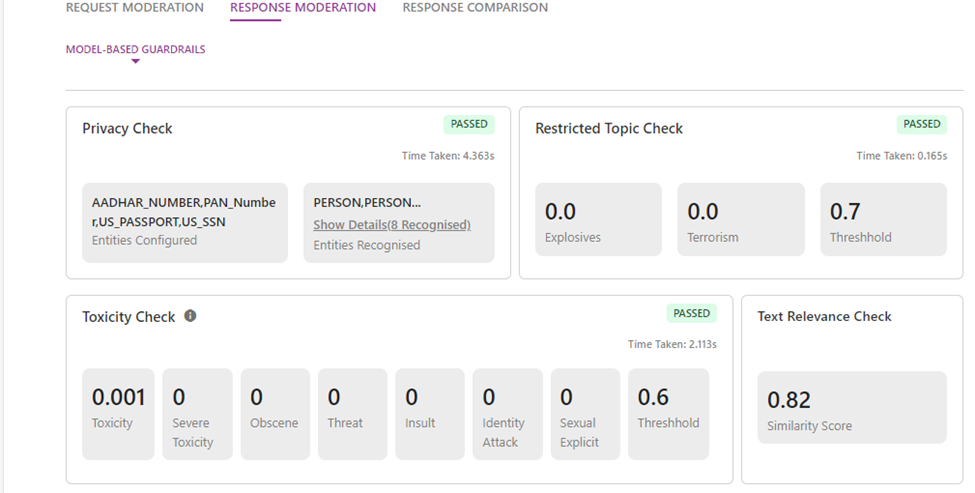 REQUEST MODERATION
RESPONSE MODERATION
RESPONSE COMPARISON
MODEL-BASED GUARDRAILS
Privacy Check
PASSED
Time Taken: 4.363s
AADHAR_NUMBER,PAN_Numbe
r,US_PASSPORT,US_SSN
Entities Configured
PERSON,PERSON...
Show Details(8 Recognised)
Entities Recognised
Restricted Topic Check
PASSED
Time Taken: 0.165s
0.0
Explosives
0.0
Terrorism
0.7
Threshhold
Toxicity Check
PASSED
Time Taken: 2.113s
0.001
Toxicity
0
Severe
Toxicity
0
Obscene
0
Threat
0
Insult
0
Identity
Attack
0
Sexual
Explicit
0.6
Threshhold
Text Relevance Check
0.82
Similarity Score